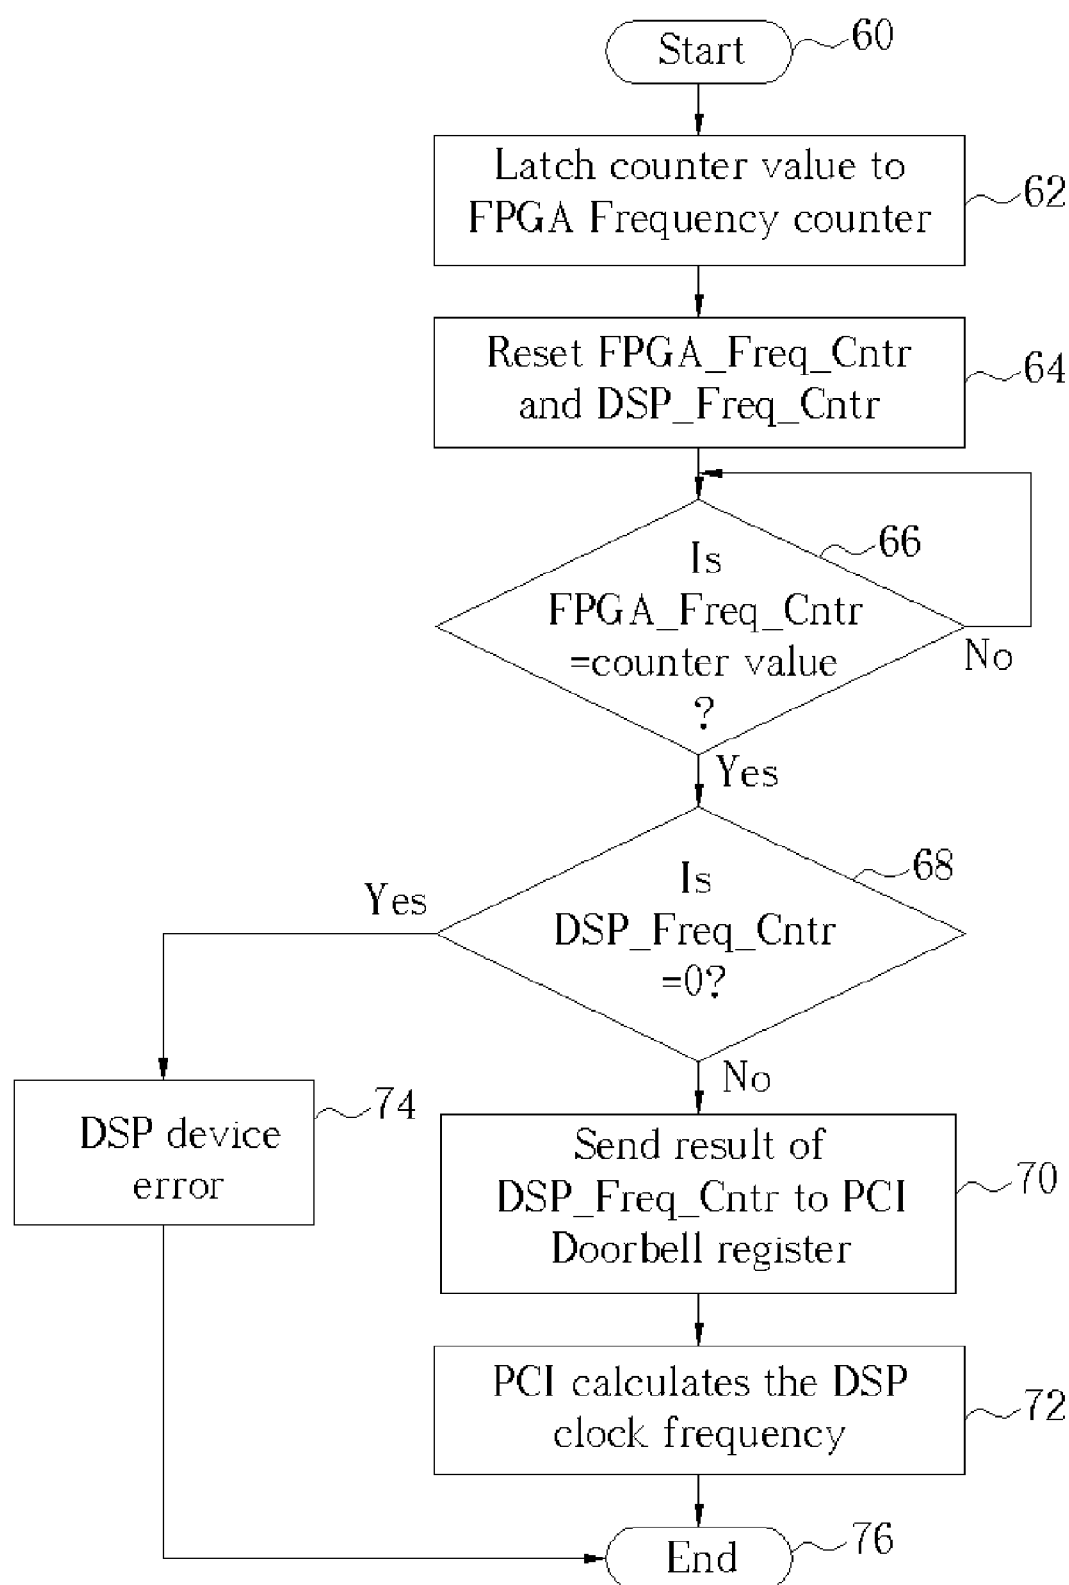 Start
60
Latch counter value to
FPGA Frequency counter
62
Reset FPGA_Freq_Cntr
and DSP_Freq_Cntr
64
66
Is
FPGA_Freq_Cntr
=counter value
?
No
Yes
68
Is
DSP_Freq_Cntr
=0?
Yes
No
DSP device
error
74
Send result of
DSP_Freq_Cntr to PCI
Doorbell register
70
PCI calculates the DSP
clock frequency
72
End
76